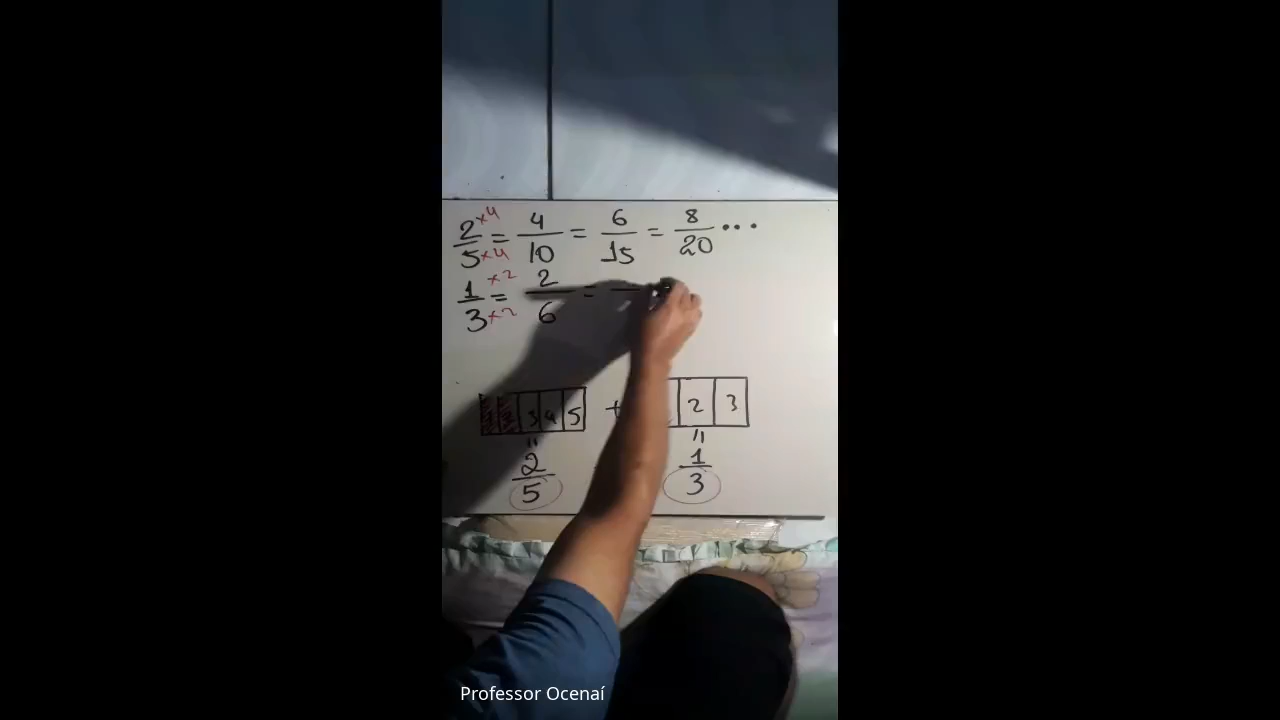 2/5 ×4 ×4 = 4/10 = 6/15 = 8/20 ...
1/3 ×2 ×2 = 2/6 =
3 4 5 + 2 3
= =
2/5 1/3
Professor Ocenaí